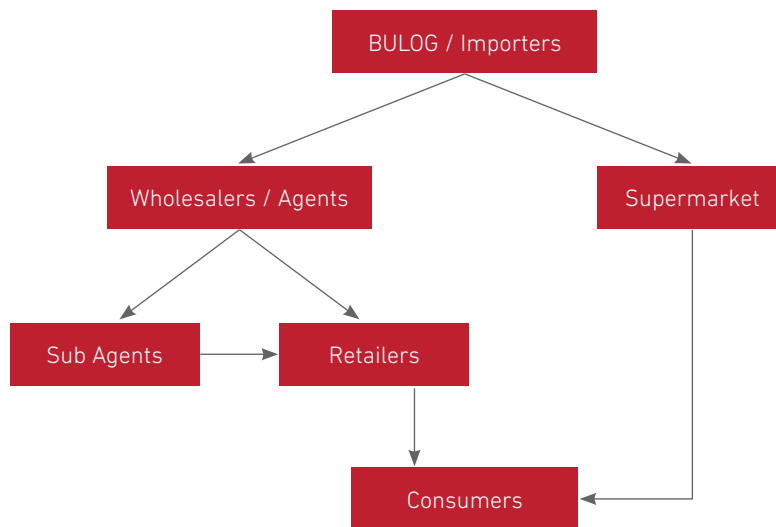 BULOG / Importers
Wholesalers / Agents
Supermarket
Sub Agents
Retailers
Consumers